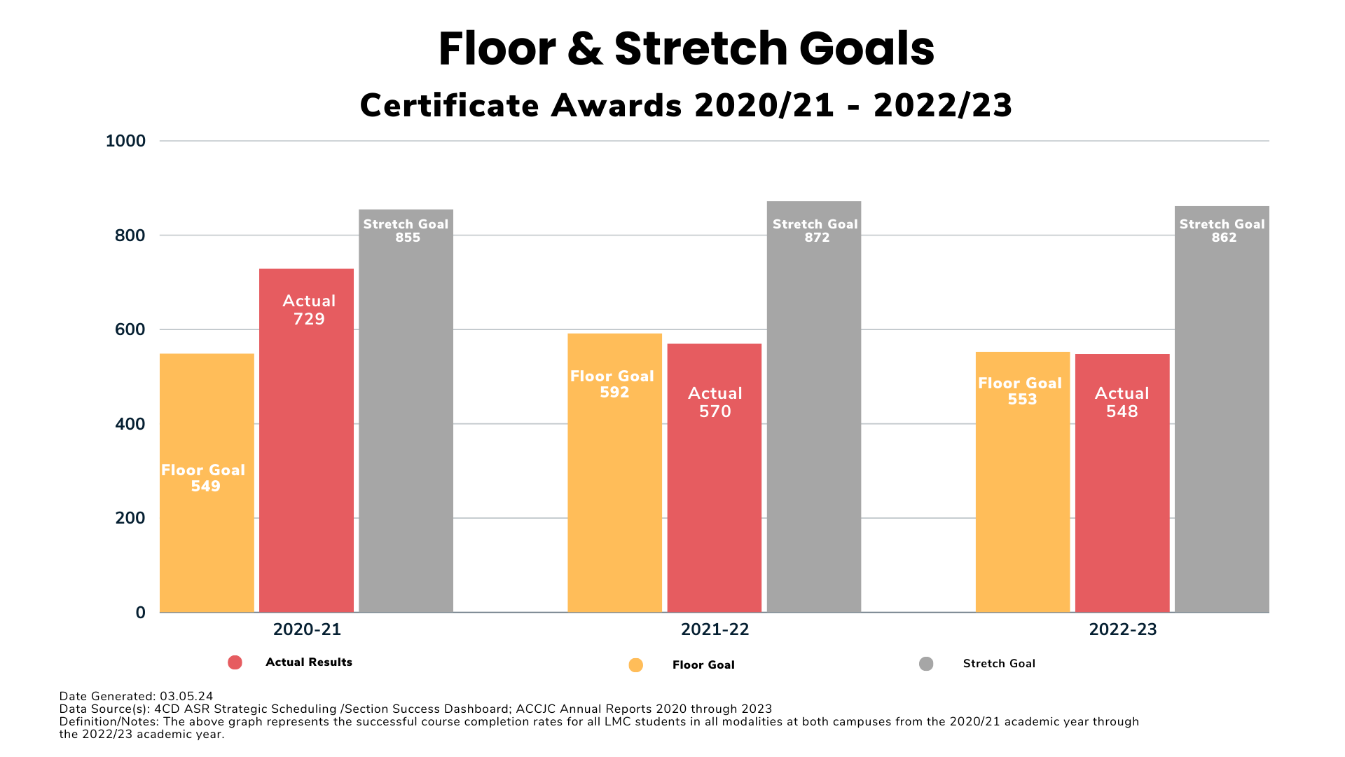 Floor & Stretch Goals
Certificate Awards 2020/21 - 2022/23
1000
800
600
400
200
0
Floor Goal
549
Actual
729
Stretch Goal
855
Floor Goal
592
Actual
570
Stretch Goal
872
Floor Goal
553
Actual
548
Stretch Goal
862
2020-21
2021-22
2022-23
Actual Results
Floor Goal
Stretch Goal
Date Generated: 03.05.24
Data Source(s): 4CD ASR Strategic Scheduling /Section Success Dashboard; ACCJC Annual Reports 2020 through 2023
Definition/Notes: The above graph represents the successful course completion rates for all LMC students in all modalities at both campuses from the 2020/21 academic year through
the 2022/23 academic year.